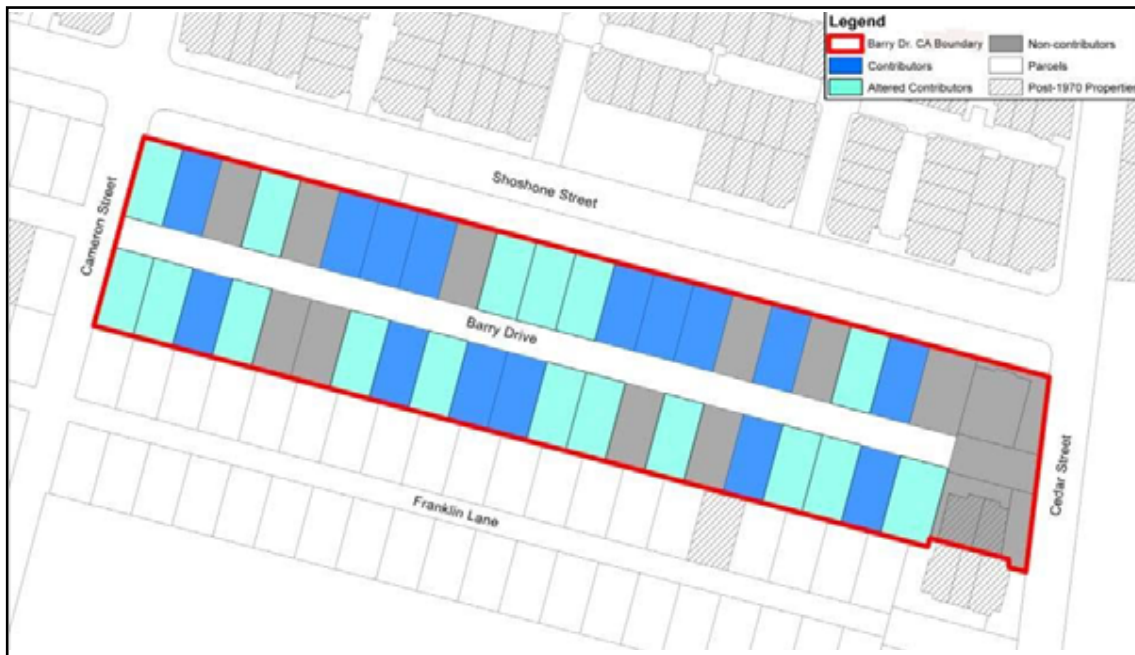 Legend
Barry Dr. CA Boundary
Contributors
Altered Contributors
Non-contributors
Parcels
Post-1970 Properties
Shoshone Street
Cameron Street
Barry Drive
Cedar Street
Franklin Lane